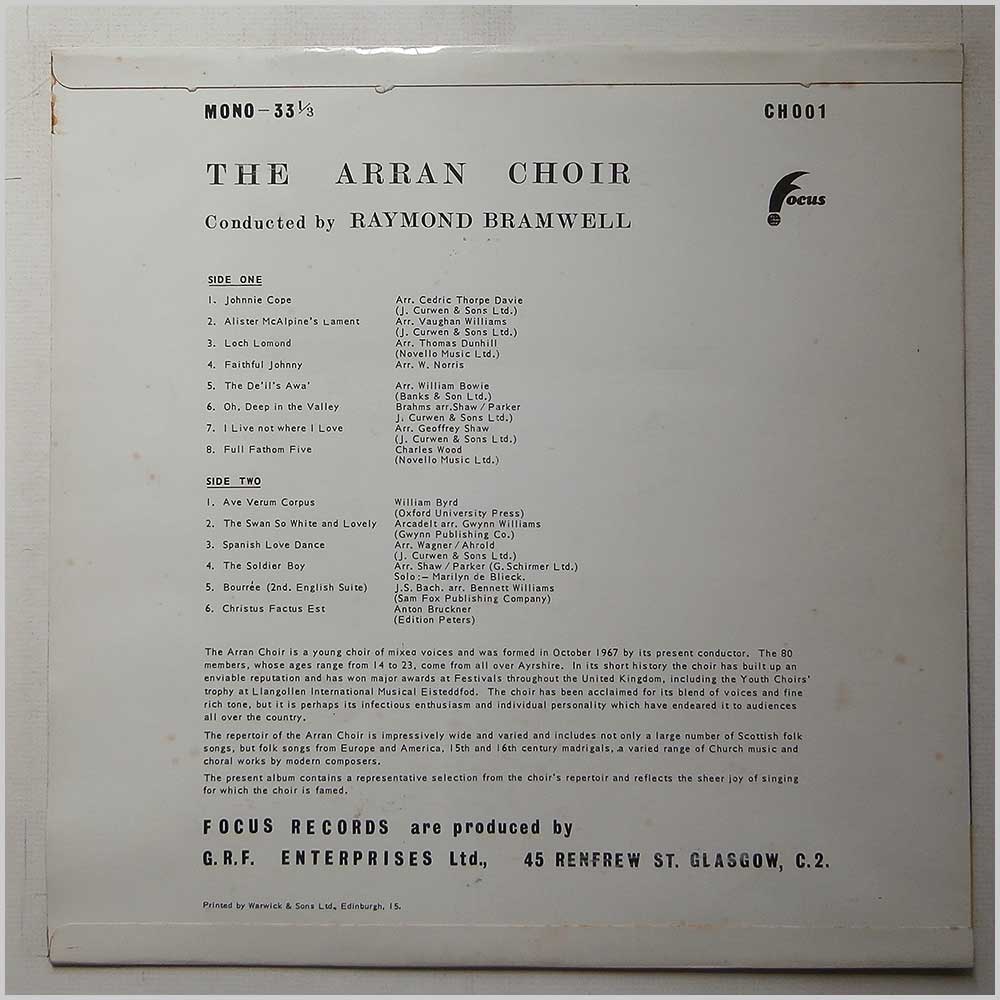 MONO – 33 1/3 CH001
THE ARRAN CHOIR
Focus
Conducted by RAYMOND BRAMWELL
SIDE ONE
1. Johnnie Cope Arr. Cedric Thorpe Davie
(J. Curwen & Sons Ltd.)
2. Alister McAlpine's Lament Arr. Vaughan Williams
(J. Curwen & Sons Ltd.)
3. Loch Lomond Arr. Thomas Dunhill
(Novello Music Ltd.)
4. Faithful Johnny Arr. W. Norris
5. The De'il's Awa' Arr. William Bowie
(Banks & Son Ltd.)
6. Oh, Deep in the Valley Brahms arr.Shaw / Parker
J. Curwen & Sons Ltd.)
7. I Live not where I Love Arr. Geoffrey Shaw
(J. Curwen & Sons Ltd.)
8. Full Fathom Five Charles Wood
(Novello Music Ltd.)
SIDE TWO
1. Ave Verum Corpus William Byrd
(Oxford University Press)
2. The Swan So White and Lovely Arcadelt arr. Gwynn Williams
(Gwynn Publishing Co.)
3. Spanish Love Dance Arr. Wagner / Ahrold
(J. Curwen & Sons Ltd.)
4. The Soldier Boy Arr. Shaw / Parker (G. Schirmer Ltd.)
Solo :– Marilyn de Blieck.
5. Bourrée (2nd. English Suite) J.S. Bach. arr. Bennett Williams
(Sam Fox Publishing Company)
6. Christus Factus Est Anton Bruckner
(Edition Peters)
The Arran Choir is a young choir of mixed voices and was formed in October 1967 by its present conductor. The 80
members, whose ages range from 14 to 23, come from all over Ayrshire. In its short history the choir has built up an
enviable reputation and has won major awards at Festivals throughout the United Kingdom, including the Youth Choirs'
trophy at Llangollen International Musical Eisteddfod. The choir has been acclaimed for its blend of voices and fine
rich tone, but it is perhaps its infectious enthusiasm and individual personality which have endeared it to audiences
all over the country.
The repertoir of the Arran Choir is impressively wide and varied and includes not only a large number of Scottish folk
songs, but folk songs from Europe and America, 15th and 16th century madrigals, a varied range of Church music and
choral works by modern composers.
The present album contains a representative selection from the choir's repertoir and reflects the sheer joy of singing
for which the choir is famed.
FOCUS RECORDS are produced by
G.R.F. ENTERPRISES Ltd., 45 RENFREW ST. GLASGOW, C.2.
Printed by Warwick & Sons Ltd., Edinburgh, 15.